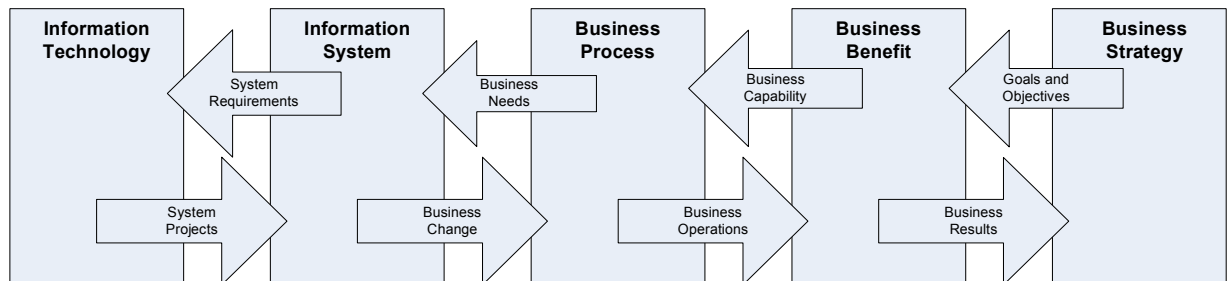 Information
Technology
Information
System
Business
Process
Business
Benefit
Business
Strategy
System
Requirements
Business
Needs
Business
Capability
Goals and
Objectives
System
Projects
Business
Change
Business
Operations
Business
Results